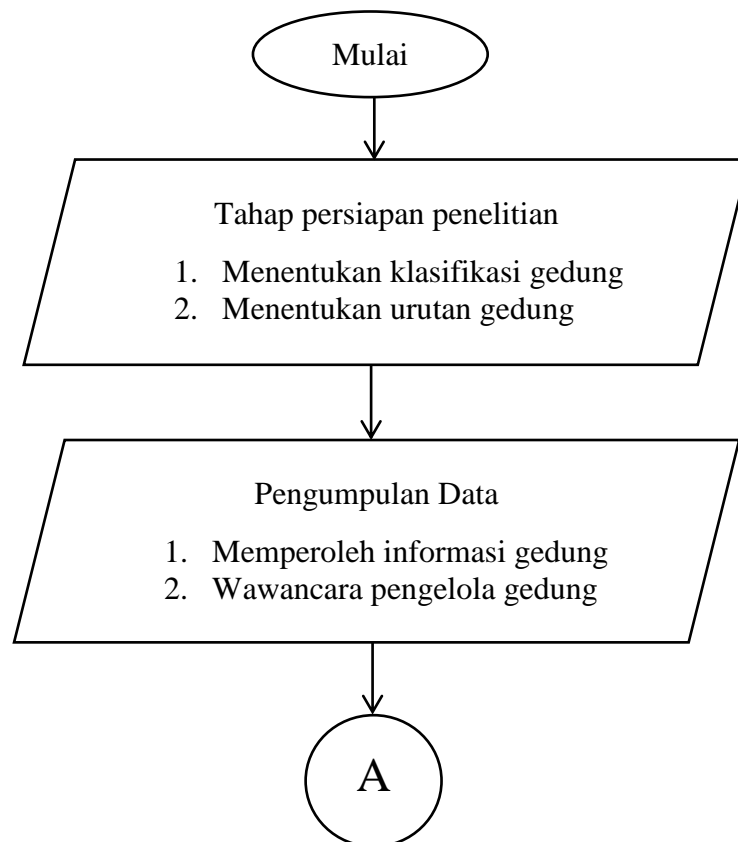 Mulai
Tahap persiapan penelitian
1. Menentukan klasifikasi gedung
2. Menentukan urutan gedung
Pengumpulan Data
1. Memperoleh informasi gedung
2. Wawancara pengelola gedung
A